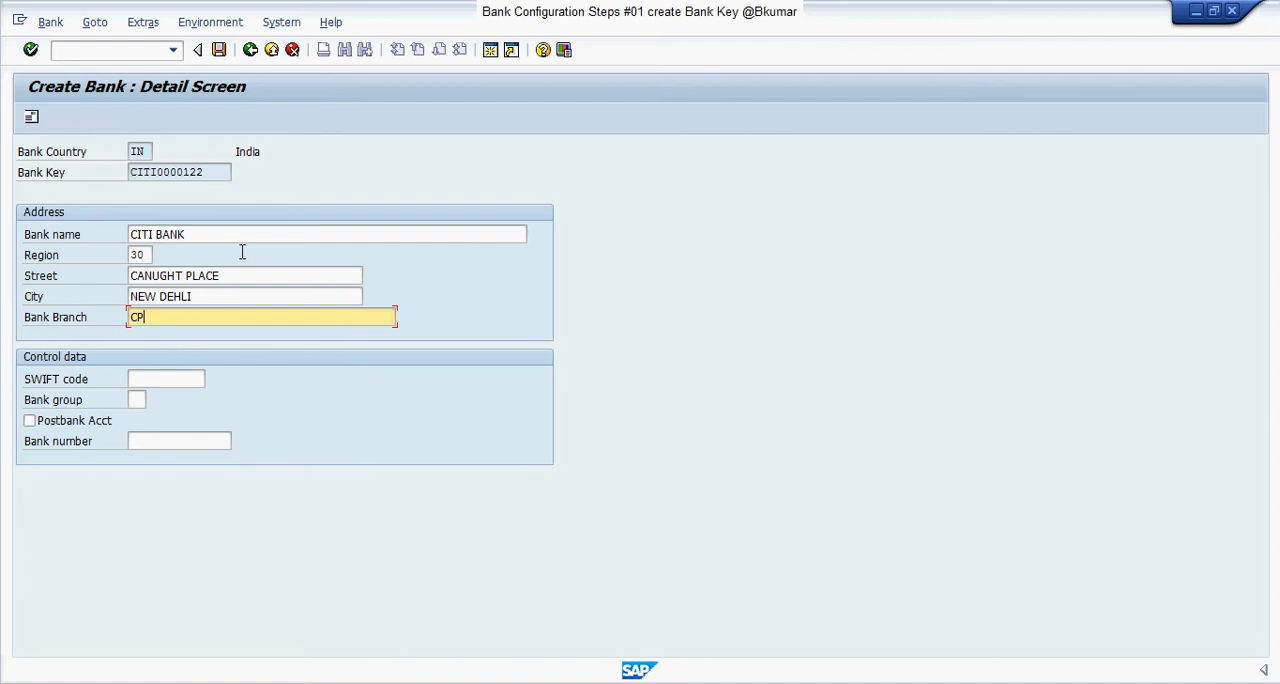 Bank Configuration Steps #01 create Bank Key @Bkumar
Bank Goto Extras Environment System Help
Create Bank : Detail Screen
Bank Country IN India
Bank Key CITI0000122
Address
Bank name CITI BANK
Region 30
Street CANUGHT PLACE
City NEW DEHLI
Bank Branch CP
Control data
SWIFT code
Bank group
Postbank Acct
Bank number
SAP